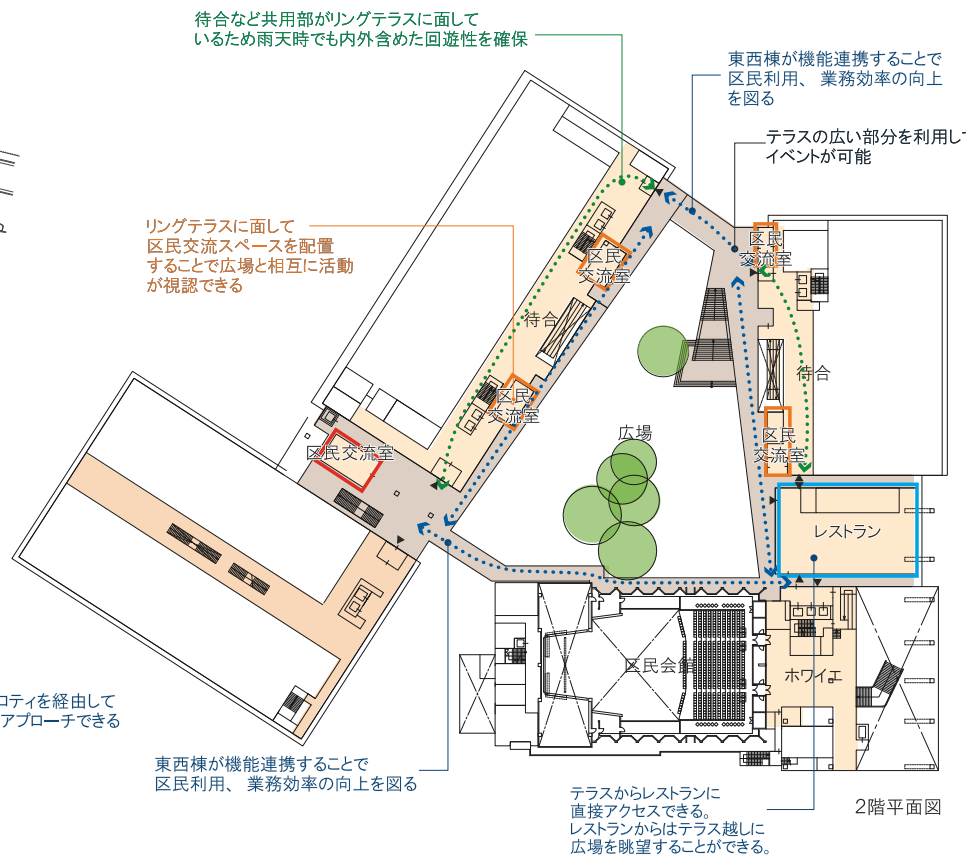 待合など共用部がリングテラスに面して
いるため雨天時でも内外含めた回遊性を確保
東西棟が機能連携することで
区民利用、業務効率の向上
を図る
テラスの広い部分を利用して
イベントが可能
リングテラスに面して
区民交流スペースを配置
することで広場と相互に活動
が視認できる
区民
交流室
区民
交流室
待合
待合
区民
交流室
区民交流室
広場
区民
交流室
レストラン
区民会館
ホワイエ
ロティを経由して
アプローチできる
東西棟が機能連携することで
区民利用、業務効率の向上を図る
テラスからレストランに
直接アクセスできる。
レストランからはテラス越しに
広場を眺望することができる。
2階平面図